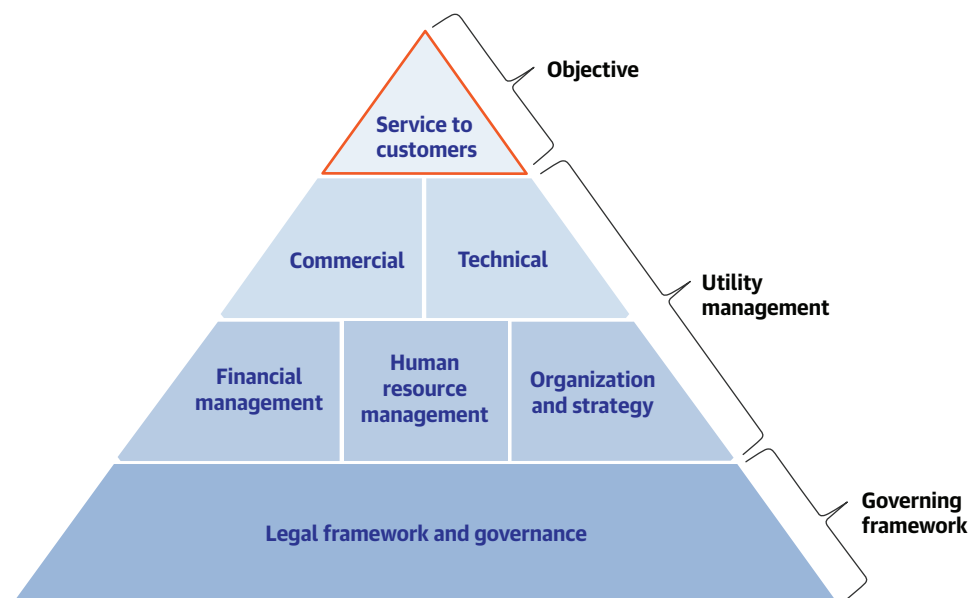 Objective
Service to
customers
Commercial
Technical
Utility
management
Financial
management
Human
resource
management
Organization
and strategy
Legal framework and governance
Governing
framework